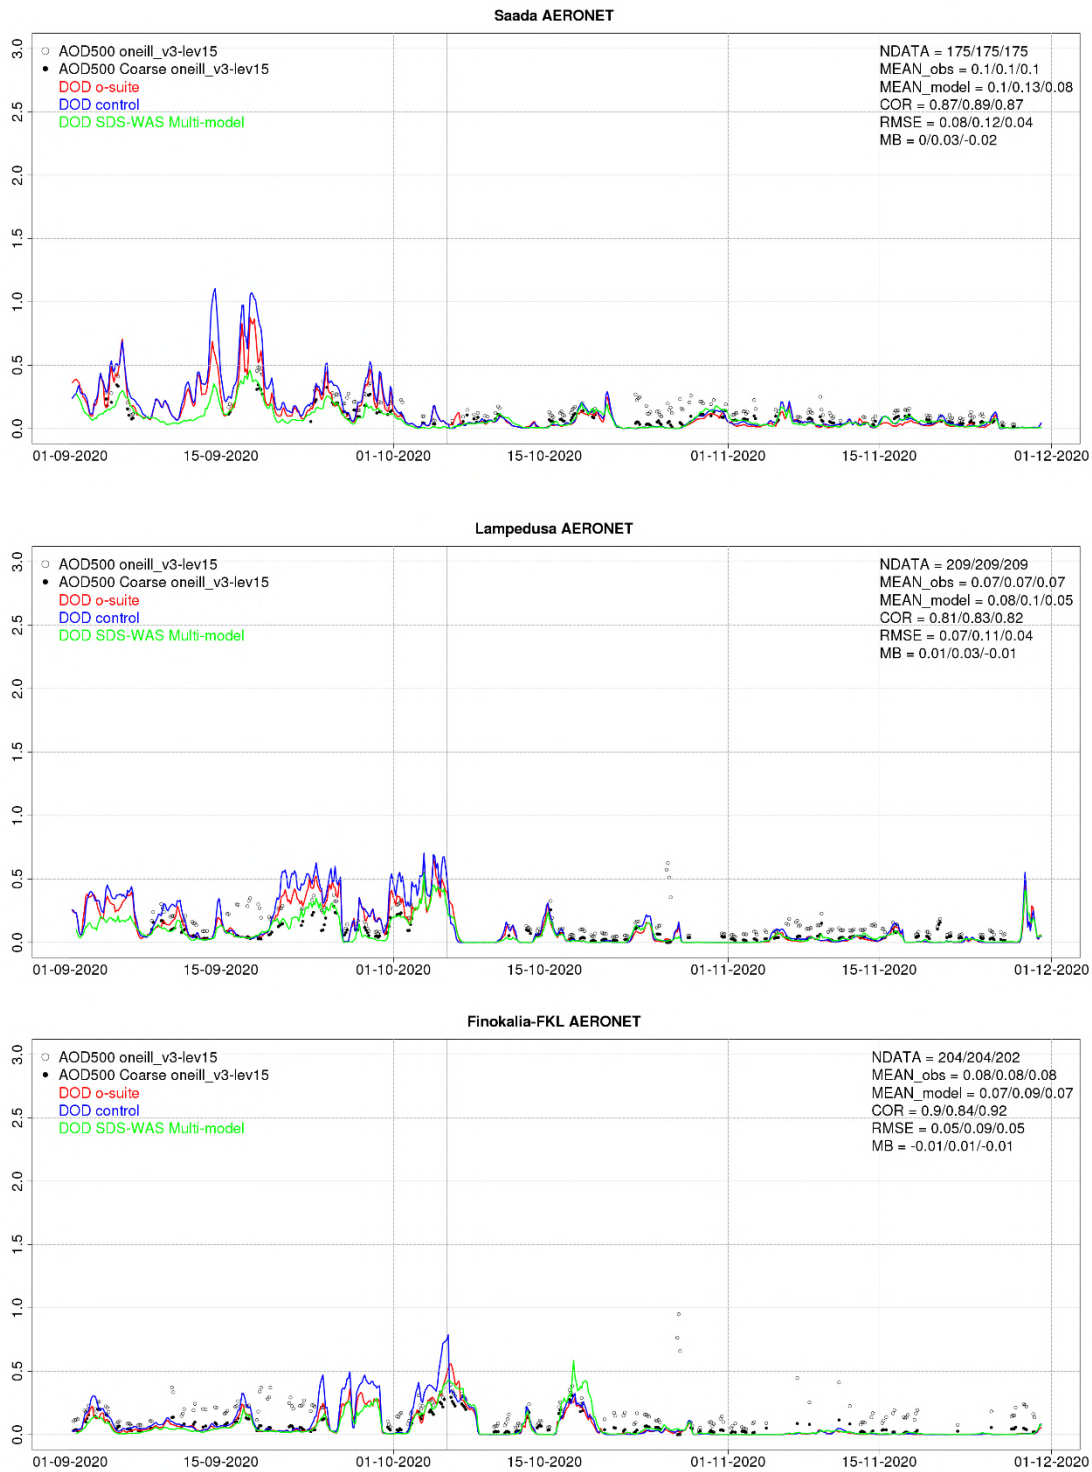 Saada AERONET
AOD500 oneill_v3-lev15
AOD500 Coarse oneill_v3-lev15
DOD o-suite
DOD control
DOD SDS-WAS Multi-model
NDATA = 175/175/175
MEAN_obs = 0.1/0.1/0.1
MEAN_model = 0.1/0.13/0.08
COR = 0.87/0.89/0.87
RMSE = 0.08/0.12/0.04
MB = 0/0.03/-0.02
3.0
2.5
2.0
1.5
1.0
0.5
0.0
01-09-2020 15-09-2020 01-10-2020 15-10-2020 01-11-2020 15-11-2020 01-12-2020
Lampedusa AERONET
AOD500 oneill_v3-lev15
AOD500 Coarse oneill_v3-lev15
DOD o-suite
DOD control
DOD SDS-WAS Multi-model
NDATA = 209/209/209
MEAN_obs = 0.07/0.07/0.07
MEAN_model = 0.08/0.1/0.05
COR = 0.81/0.83/0.82
RMSE = 0.07/0.11/0.04
MB = 0.01/0.03/-0.01
3.0
2.5
2.0
1.5
1.0
0.5
0.0
01-09-2020 15-09-2020 01-10-2020 15-10-2020 01-11-2020 15-11-2020 01-12-2020
Finokalia-FKL AERONET
AOD500 oneill_v3-lev15
AOD500 Coarse oneill_v3-lev15
DOD o-suite
DOD control
DOD SDS-WAS Multi-model
NDATA = 204/204/202
MEAN_obs = 0.08/0.08/0.08
MEAN_model = 0.07/0.09/0.07
COR = 0.9/0.84/0.92
RMSE = 0.05/0.09/0.05
MB = -0.01/0.01/-0.01
3.0
2.5
2.0
1.5
1.0
0.5
0.0
01-09-2020 15-09-2020 01-10-2020 15-10-2020 01-11-2020 15-11-2020 01-12-2020